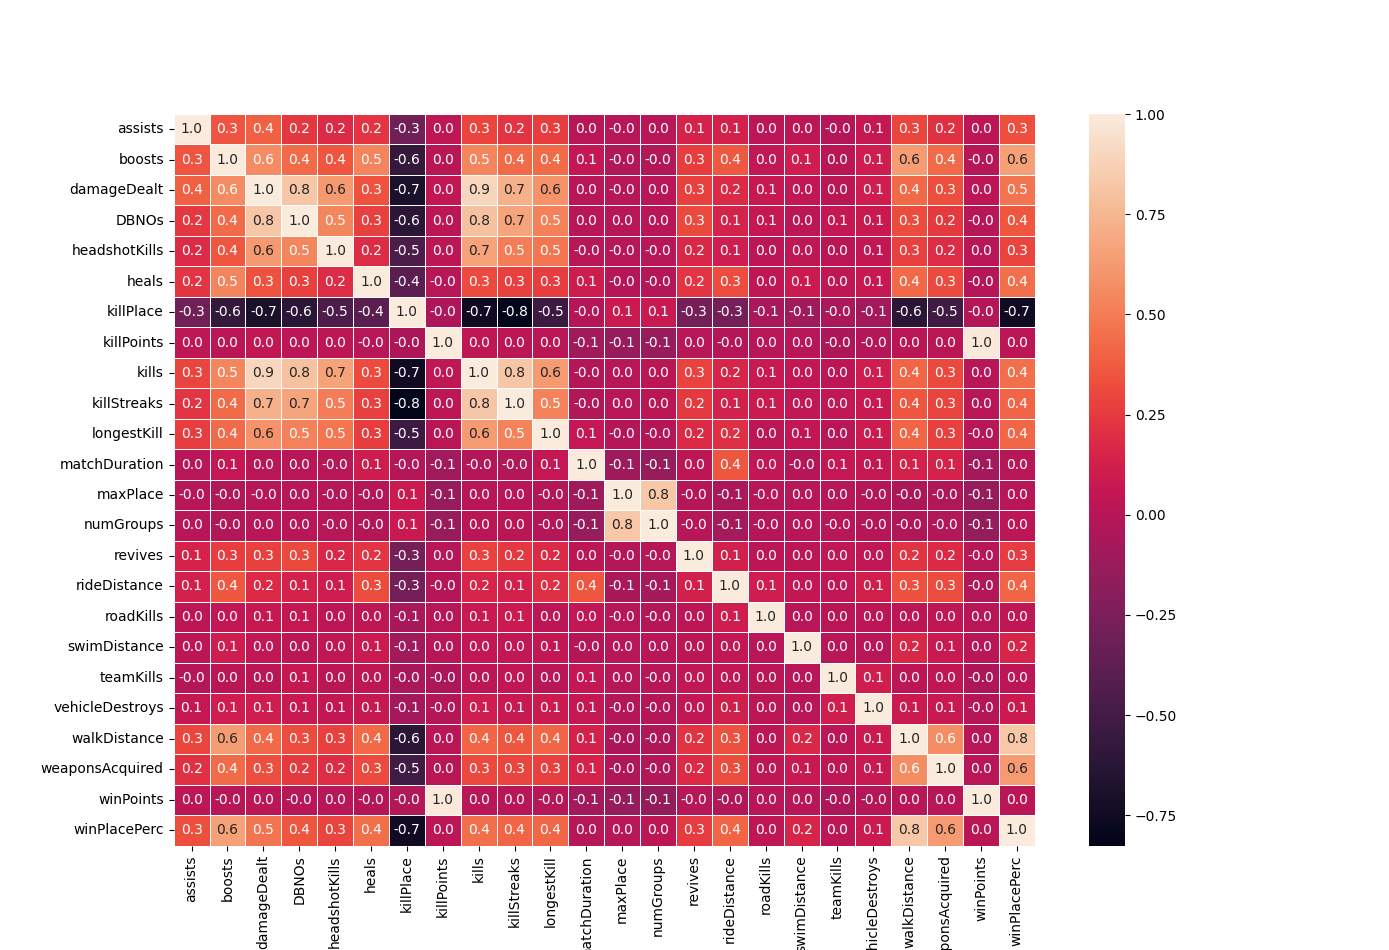 assists 1.0 0.3 0.4 0.2 0.2 0.2 -0.3 0.0 0.3 0.2 0.3 0.0 -0.0 0.0 0.1 0.1 0.0 0.0 -0.0 0.1 0.3 0.2 0.0 0.3 1.00
boosts 0.3 1.0 0.6 0.4 0.4 0.5 -0.6 0.0 0.5 0.4 0.4 0.1 -0.0 -0.0 0.3 0.4 0.0 0.1 0.0 0.1 0.6 0.4 -0.0 0.6
damageDealt 0.4 0.6 1.0 0.8 0.6 0.3 -0.7 0.0 0.9 0.7 0.6 0.0 -0.0 0.0 0.3 0.2 0.1 0.0 0.0 0.1 0.4 0.3 0.0 0.5
DBNOs 0.2 0.4 0.8 1.0 0.5 0.3 -0.6 0.0 0.8 0.7 0.5 0.0 0.0 0.0 0.3 0.1 0.1 0.0 0.1 0.1 0.3 0.2 -0.0 0.4 0.75
headshotKills 0.2 0.4 0.6 0.5 1.0 0.2 -0.5 0.0 0.7 0.5 0.5 -0.0 -0.0 -0.0 0.2 0.1 0.0 0.0 0.0 0.1 0.3 0.2 0.0 0.3
heals 0.2 0.5 0.3 0.3 0.2 1.0 -0.4 -0.0 0.3 0.3 0.3 0.1 -0.0 -0.0 0.2 0.3 0.0 0.1 -0.0 0.1 0.4 0.3 -0.0 0.4
killPlace -0.3 -0.6 -0.7 -0.6 -0.5 -0.4 1.0 -0.0 -0.7 -0.8 -0.5 -0.0 0.1 0.1 -0.3 -0.3 -0.1 -0.1 -0.0 -0.1 -0.6 -0.5 -0.0 -0.7 0.50
killPoints 0.0 0.0 0.0 0.0 0.0 -0.0 -0.0 1.0 0.0 0.0 0.0 -0.1 -0.1 -0.1 0.0 -0.0 0.0 0.0 -0.0 -0.0 0.0 0.0 1.0 0.0
kills 0.3 0.5 0.9 0.8 0.7 0.3 -0.7 0.0 1.0 0.8 0.6 -0.0 0.0 0.0 0.3 0.2 0.1 0.0 0.0 0.1 0.4 0.3 0.0 0.4
killStreaks 0.2 0.4 0.7 0.7 0.5 0.3 -0.8 0.0 0.8 1.0 0.5 -0.0 0.0 0.0 0.2 0.1 0.1 0.0 0.0 0.1 0.4 0.3 0.0 0.4 0.25
longestKill 0.3 0.4 0.6 0.5 0.5 0.3 -0.5 0.0 0.6 0.5 1.0 0.1 -0.0 -0.0 0.2 0.2 0.0 0.1 0.0 0.1 0.4 0.3 -0.0 0.4
matchDuration 0.0 0.1 0.0 0.0 -0.0 0.1 -0.0 -0.1 -0.0 -0.0 0.1 1.0 -0.1 -0.1 0.0 0.4 0.0 -0.0 0.1 0.1 0.1 0.1 -0.1 0.0
maxPlace -0.0 -0.0 -0.0 0.0 -0.0 -0.0 0.1 -0.1 0.0 0.0 -0.0 -0.1 1.0 0.8 -0.0 -0.1 -0.0 0.0 0.0 -0.0 -0.0 -0.0 -0.1 0.0
numGroups 0.0 -0.0 0.0 0.0 -0.0 -0.0 0.1 -0.1 0.0 0.0 -0.0 -0.1 0.8 1.0 -0.0 -0.1 -0.0 0.0 -0.0 -0.0 -0.0 -0.0 -0.1 0.0 0.00
revives 0.1 0.3 0.3 0.3 0.2 0.2 -0.3 0.0 0.3 0.2 0.2 0.0 -0.0 -0.0 1.0 0.1 0.0 0.0 0.0 0.0 0.2 0.2 -0.0 0.3
rideDistance 0.1 0.4 0.2 0.1 0.1 0.3 -0.3 -0.0 0.2 0.1 0.2 0.4 -0.1 -0.1 0.1 1.0 0.1 0.0 0.0 0.1 0.3 0.3 -0.0 0.4
roadKills 0.0 0.0 0.1 0.1 0.0 0.0 -0.1 0.0 0.1 0.1 0.0 0.0 -0.0 -0.0 0.0 0.1 1.0 0.0 0.0 0.0 0.0 0.0 0.0 0.0 −0.25
swimDistance 0.0 0.1 0.0 0.0 0.0 0.1 -0.1 0.0 0.0 0.0 0.1 -0.0 0.0 0.0 0.0 0.0 0.0 1.0 0.0 0.0 0.2 0.1 0.0 0.2
teamKills -0.0 0.0 0.0 0.1 0.0 -0.0 -0.0 -0.0 0.0 0.0 0.0 0.1 0.0 -0.0 0.0 0.0 0.0 0.0 1.0 0.1 0.0 0.0 -0.0 0.0
vehicleDestroys 0.1 0.1 0.1 0.1 0.1 0.1 -0.1 -0.0 0.1 0.1 0.1 0.1 -0.0 -0.0 0.0 0.1 0.0 0.0 0.1 1.0 0.1 0.1 -0.0 0.1 −0.50
walkDistance 0.3 0.6 0.4 0.3 0.3 0.4 -0.6 0.0 0.4 0.4 0.4 0.1 -0.0 -0.0 0.2 0.3 0.0 0.2 0.0 0.1 1.0 0.6 0.0 0.8
weaponsAcquired 0.2 0.4 0.3 0.2 0.2 0.3 -0.5 0.0 0.3 0.3 0.3 0.1 -0.0 -0.0 0.2 0.3 0.0 0.1 0.0 0.1 0.6 1.0 0.0 0.6
winPoints 0.0 -0.0 0.0 -0.0 0.0 -0.0 -0.0 1.0 0.0 0.0 -0.0 -0.1 -0.1 -0.1 -0.0 -0.0 0.0 0.0 -0.0 -0.0 0.0 0.0 1.0 0.0
winPlacePerc 0.3 0.6 0.5 0.4 0.3 0.4 -0.7 0.0 0.4 0.4 0.4 0.0 0.0 0.0 0.3 0.4 0.0 0.2 0.0 0.1 0.8 0.6 0.0 1.0 −0.75
assists boosts damageDealt DBNOs headshotKills heals killPlace killPoints kills killStreaks longestKill atchDuration maxPlace numGroups revives rideDistance roadKills swimDistance teamKills hicleDestroys walkDistance ponsAcquired winPoints winPlacePerc